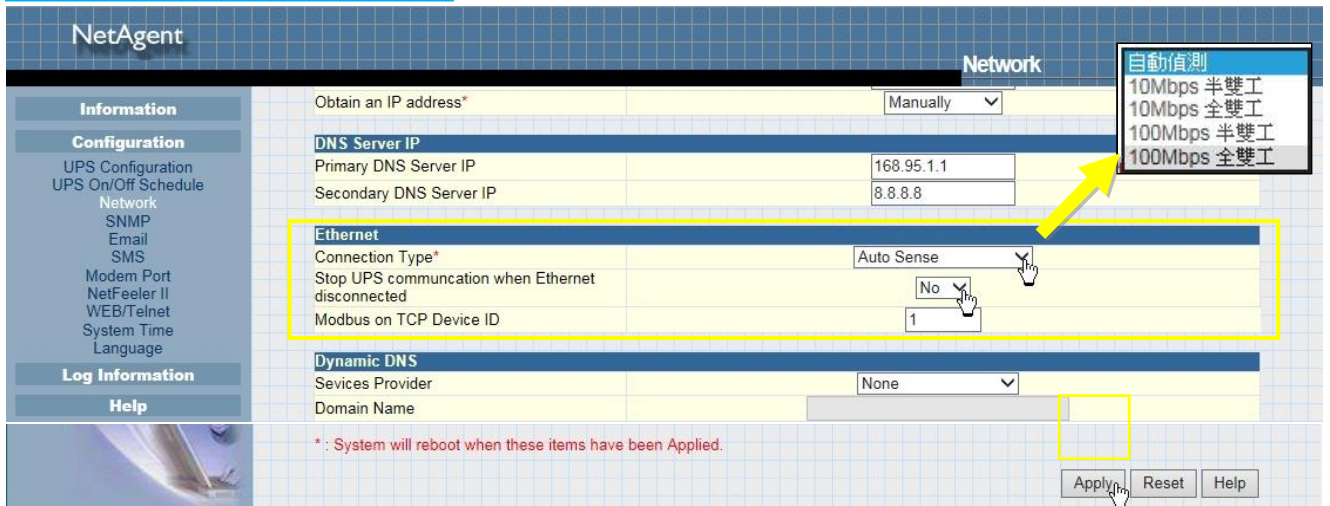 NetAgent
Network
Information
Configuration
UPS Configuration
UPS On/Off Schedule
Network
SNMP
Email
SMS
Modem Port
NetFeeler II
WEB/Telnet
System Time
Language
Log Information
Help
Obtain an IP address* Manually
DNS Server IP
Primary DNS Server IP 168.95.1.1
Secondary DNS Server IP 8.8.8.8
Ethernet
Connection Type* Auto Sense
Stop UPS communcation when Ethernet
disconnected No
Modbus on TCP Device ID 1
Dynamic DNS
Sevices Provider None
Domain Name
* : System will reboot when these items have been Applied.
Apply Reset Help
自動偵測
10Mbps 半雙工
10Mbps 全雙工
100Mbps 半雙工
100Mbps 全雙工